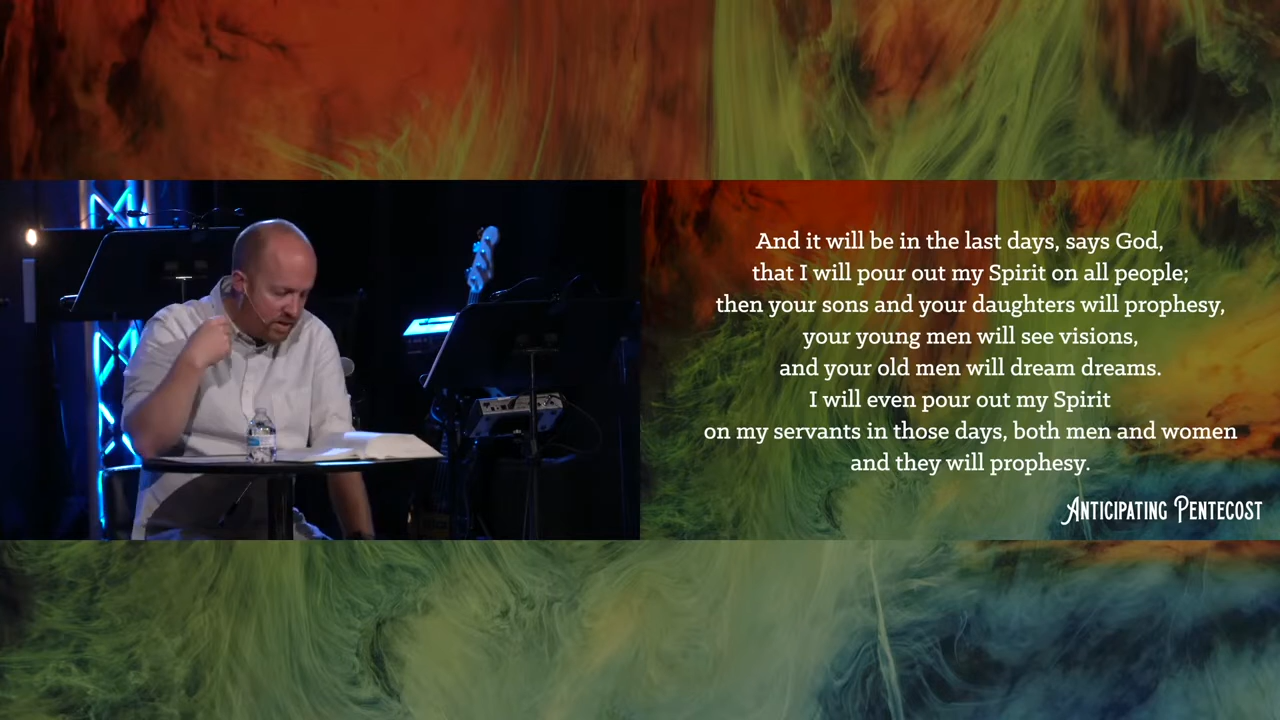 And it will be in the last days, says God,
that I will pour out my Spirit on all people;
then your sons and your daughters will prophesy,
your young men will see visions,
and your old men will dream dreams.
I will even pour out my Spirit
on my servants in those days, both men and women
and they will prophesy.
Anticipating Pentecost